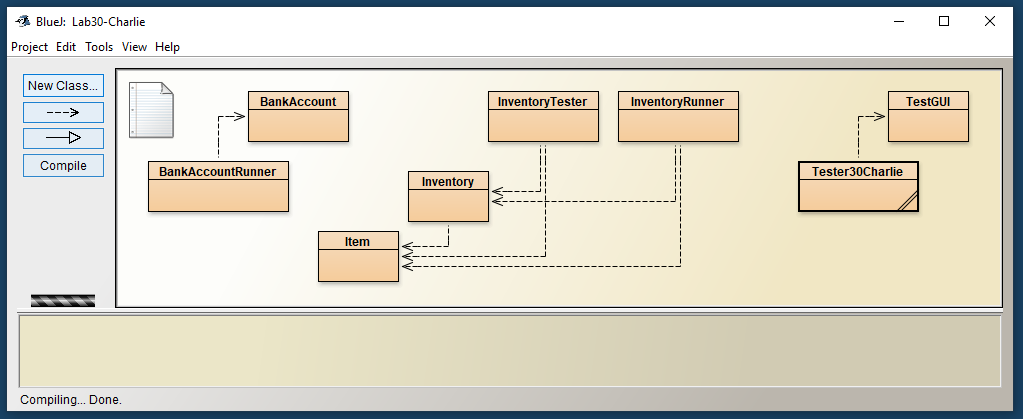 BlueJ: Lab30-Charlie
Project Edit Tools View Help
New Class...
Compile
BankAccount
InventoryTester
InventoryRunner
TestGUI
BankAccountRunner
Inventory
Tester30Charlie
Item
Compiling... Done.